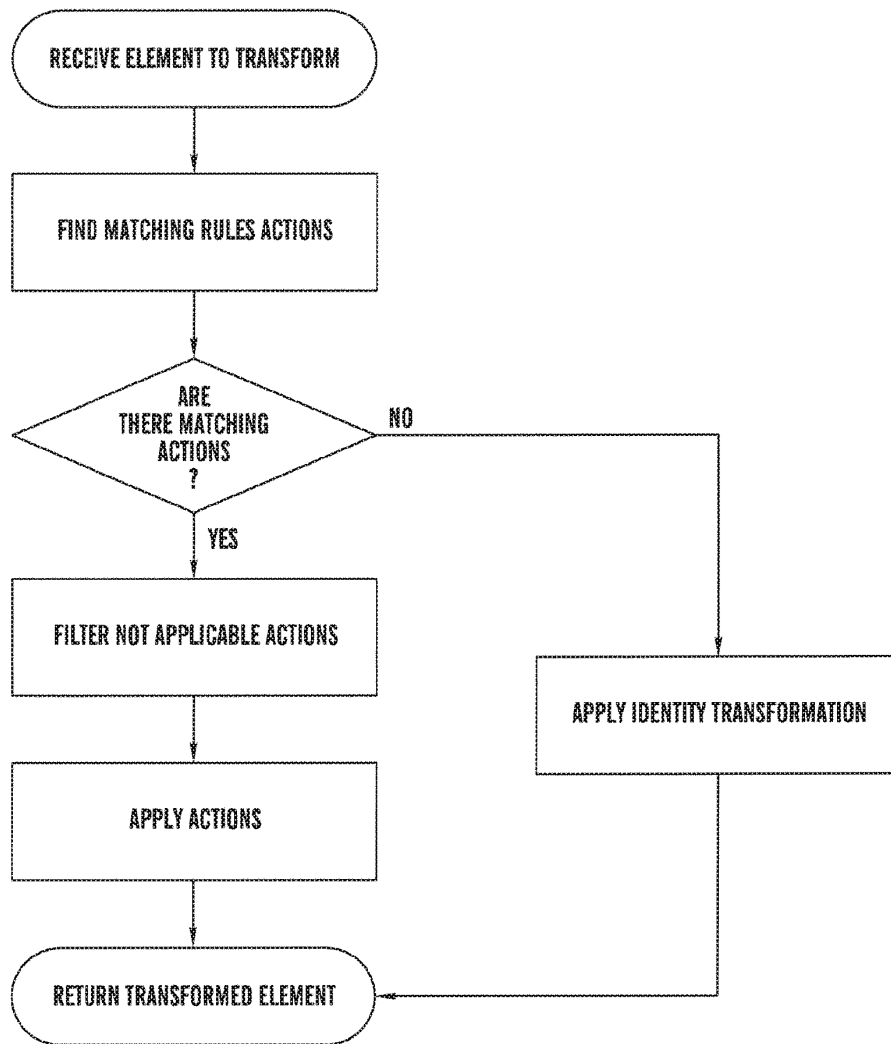 RECEIVE ELEMENT TO TRANSFORM
FIND MATCHING RULES ACTIONS
ARE
THERE MATCHING
ACTIONS
?
NO
YES
FILTER NOT APPLICABLE ACTIONS
APPLY IDENTITY TRANSFORMATION
APPLY ACTIONS
RETURN TRANSFORMED ELEMENT